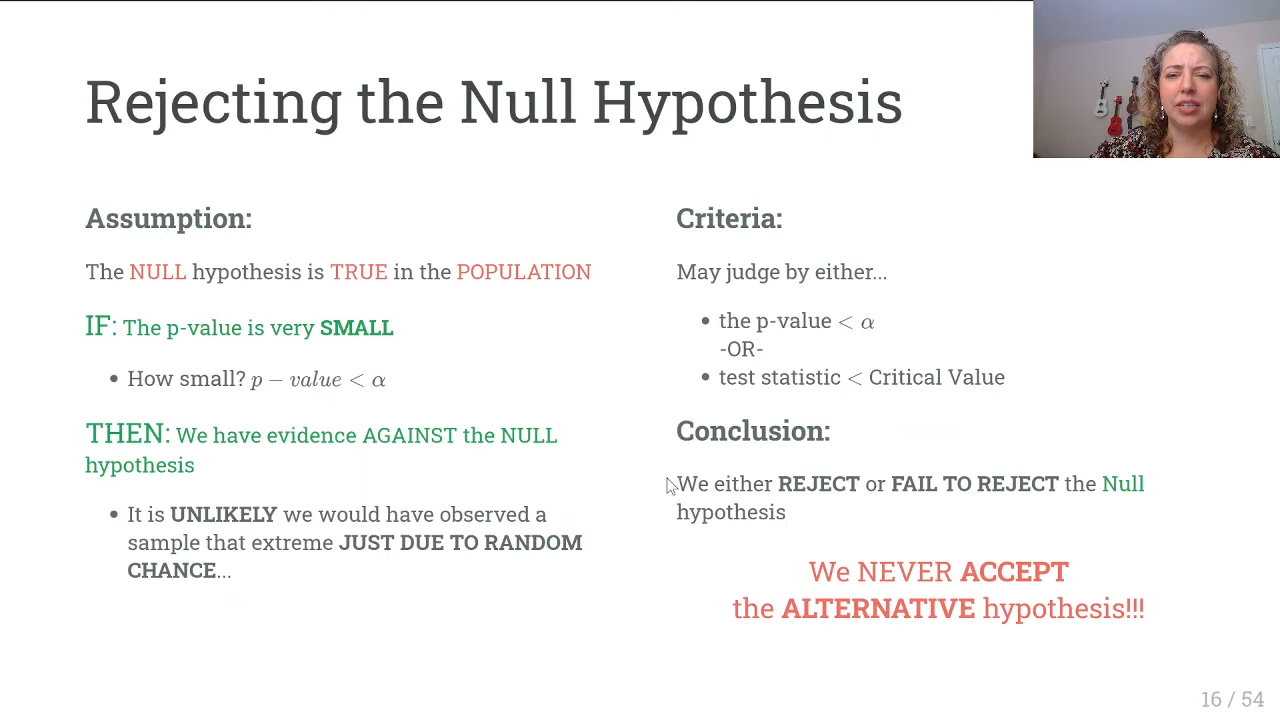 Rejecting the Null Hypothesis
Assumption:
The NULL hypothesis is TRUE in the POPULATION
IF: The p-value is very SMALL
• How small? p − value < α
THEN: We have evidence AGAINST the NULL
hypothesis
• It is UNLIKELY we would have observed a
sample that extreme JUST DUE TO RANDOM
CHANCE...
Criteria:
May judge by either...
• the p-value < α
-OR-
• test statistic < Critical Value
Conclusion:
We either REJECT or FAIL TO REJECT the Null
hypothesis
We NEVER ACCEPT
the ALTERNATIVE hypothesis!!!
16 / 54